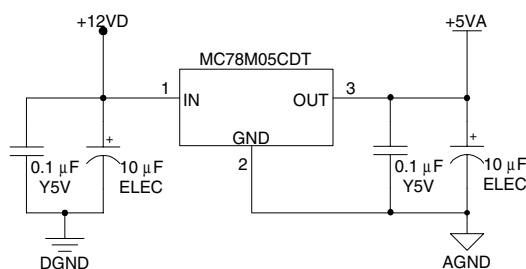 +12VD
+5VA
MC78M05CDT
1
IN
OUT
3
GND
2
+
0.1 μF
Y5V
10 μF
ELEC
+
0.1 μF
Y5V
10 μF
ELEC
DGND
AGND